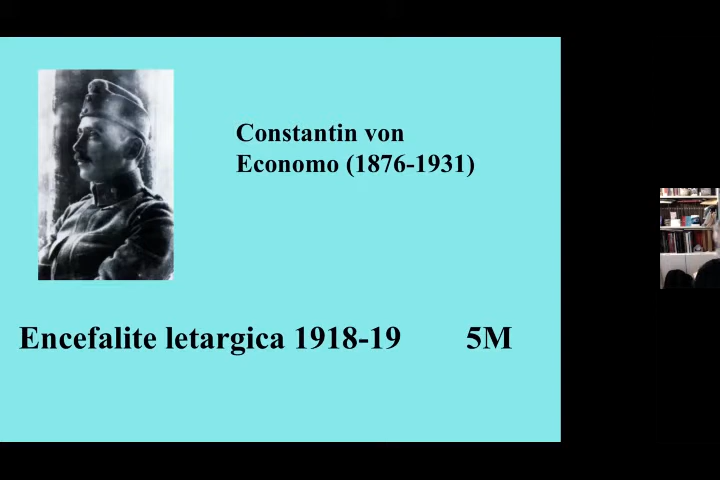 Constantin von
Economo (1876-1931)
Encefalite letargica 1918-19 5M